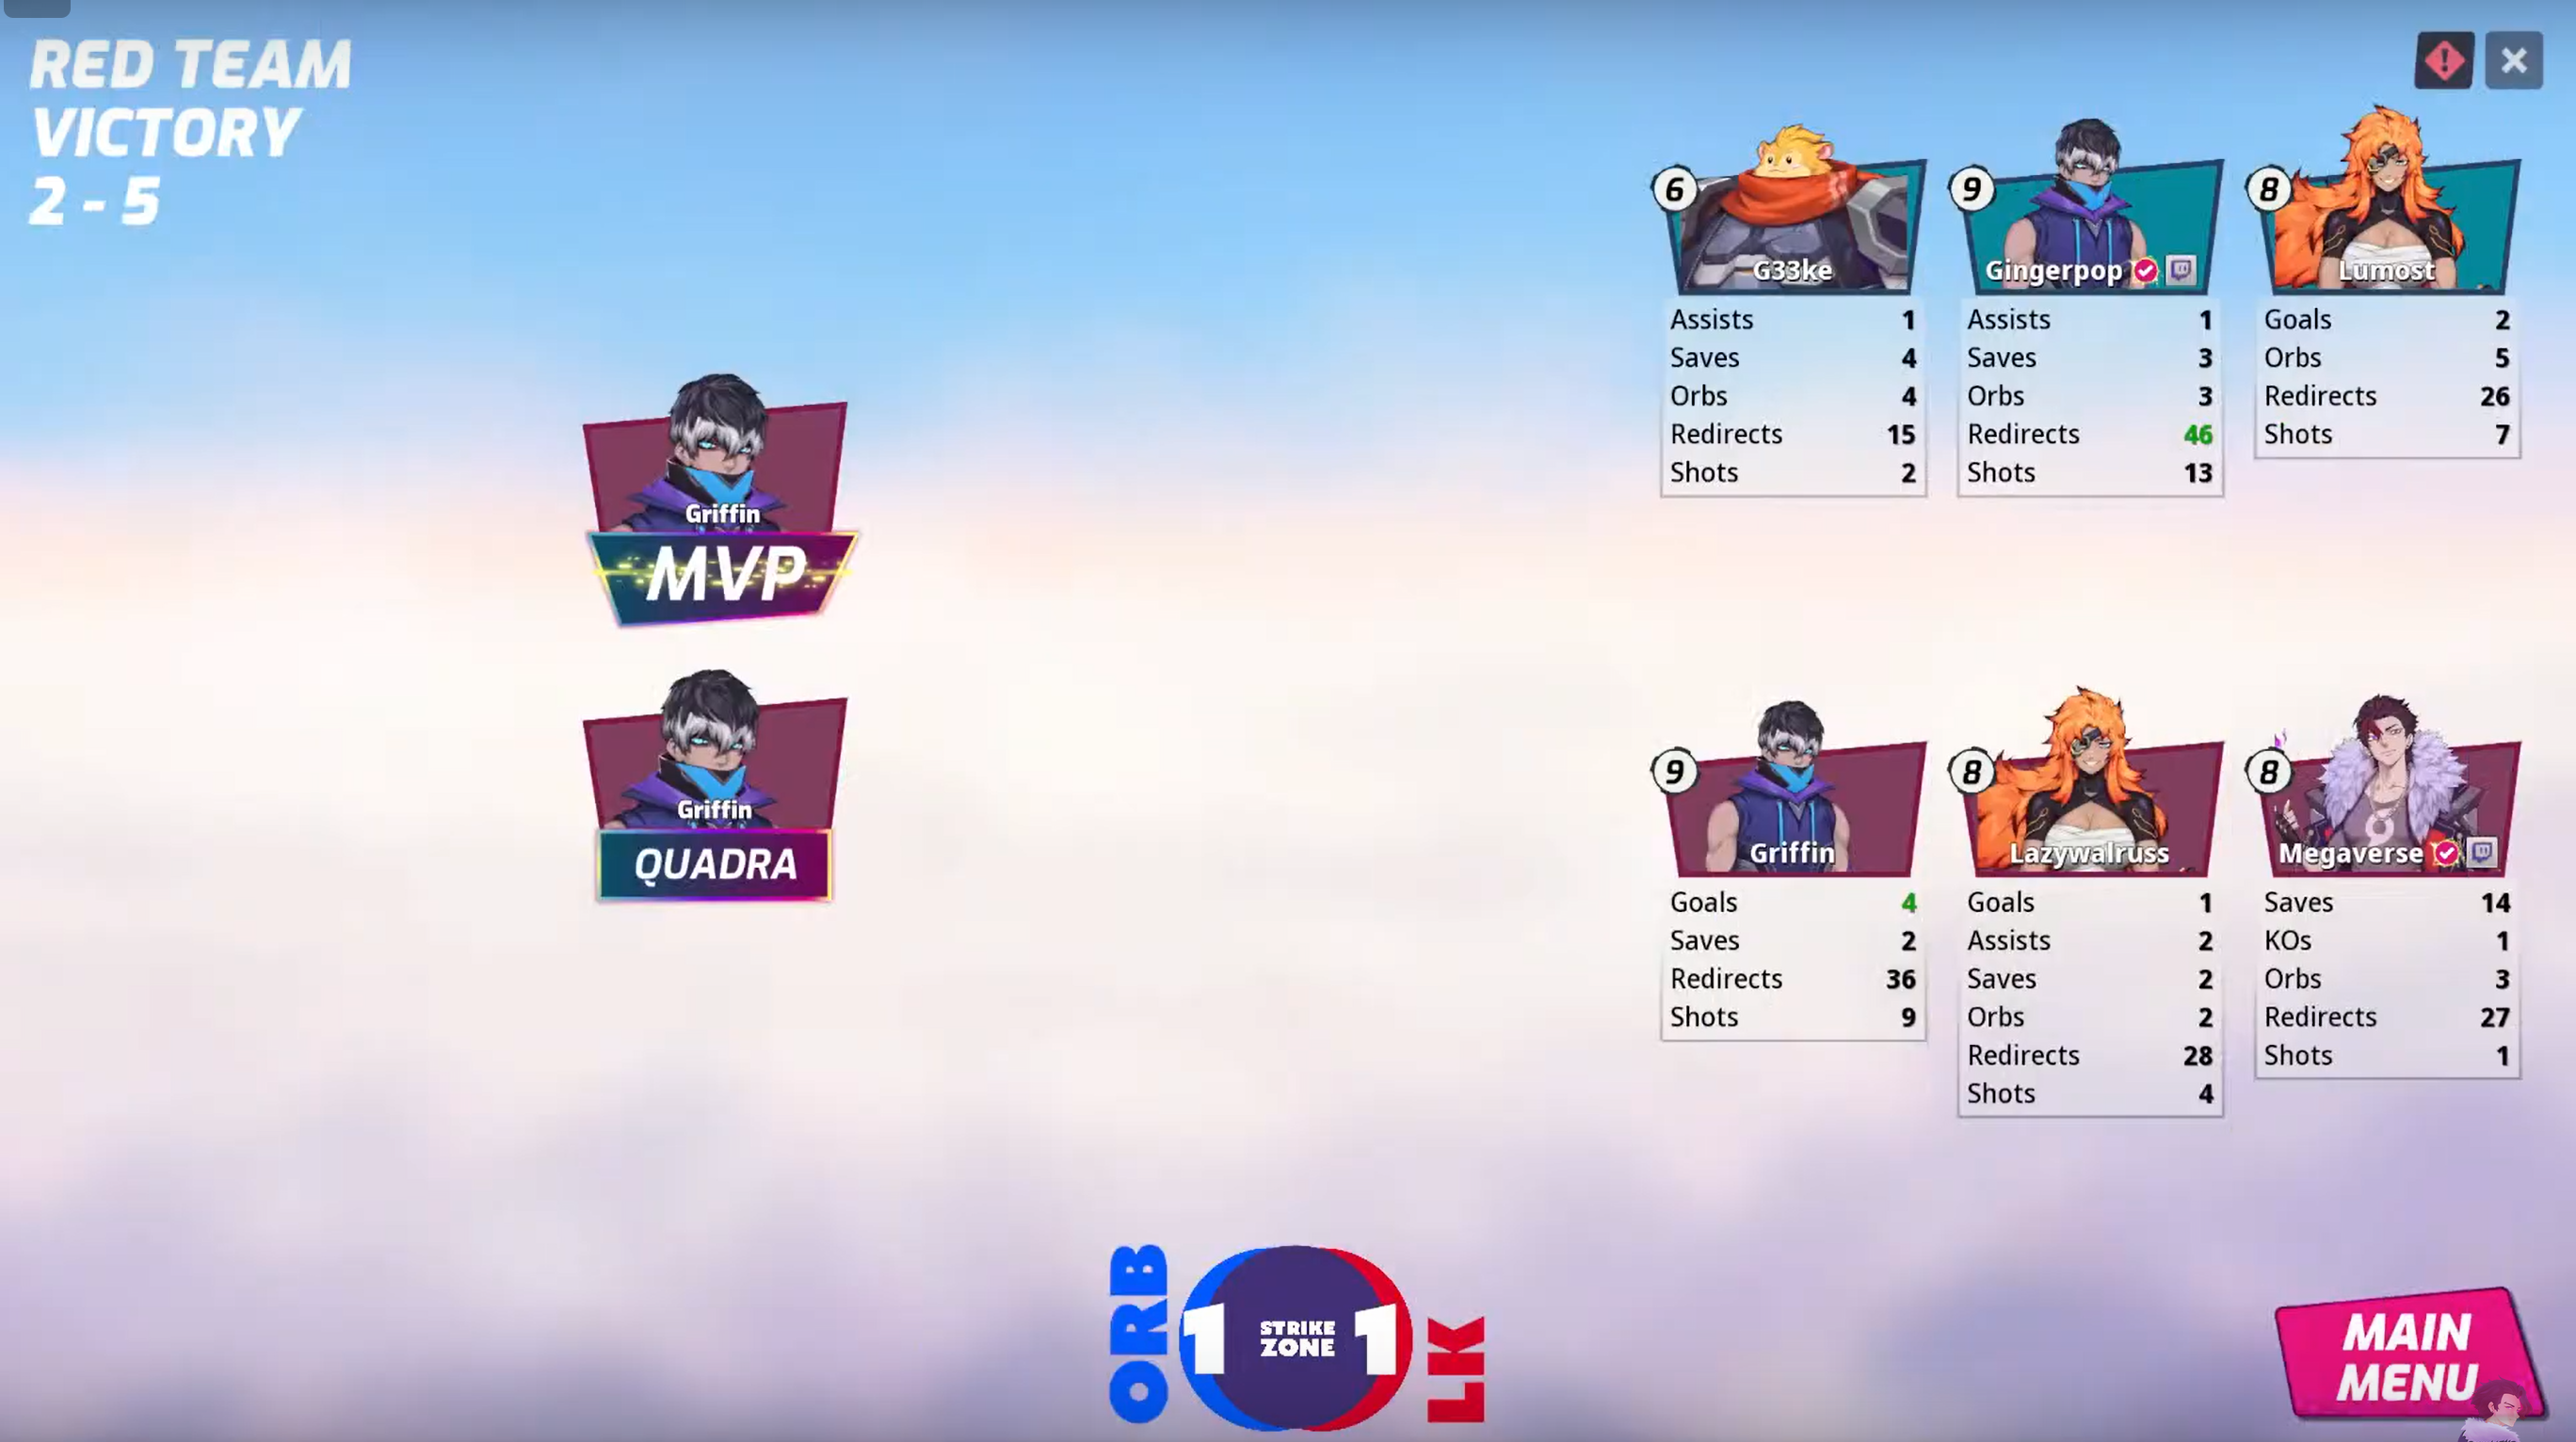 RED TEAM
VICTORY
2 - 5
Griffin
MVP
Griffin
QUADRA
6
G33ke
Assists 1
Saves 4
Orbs 4
Redirects 15
Shots 2
9
Gingerpop
Assists 1
Saves 3
Orbs 3
Redirects 46
Shots 13
8
Lumost
Goals 2
Orbs 5
Redirects 26
Shots 7
9
Griffin
Goals 4
Saves 2
Redirects 36
Shots 9
8
Lazywalruss
Goals 1
Assists 2
Saves 2
Orbs 2
Redirects 28
Shots 4
8
Megaverse
Saves 14
KOs 1
Orbs 3
Redirects 27
Shots 1
ORB
1
STRIKE
ZONE
1
LK
MAIN
MENU